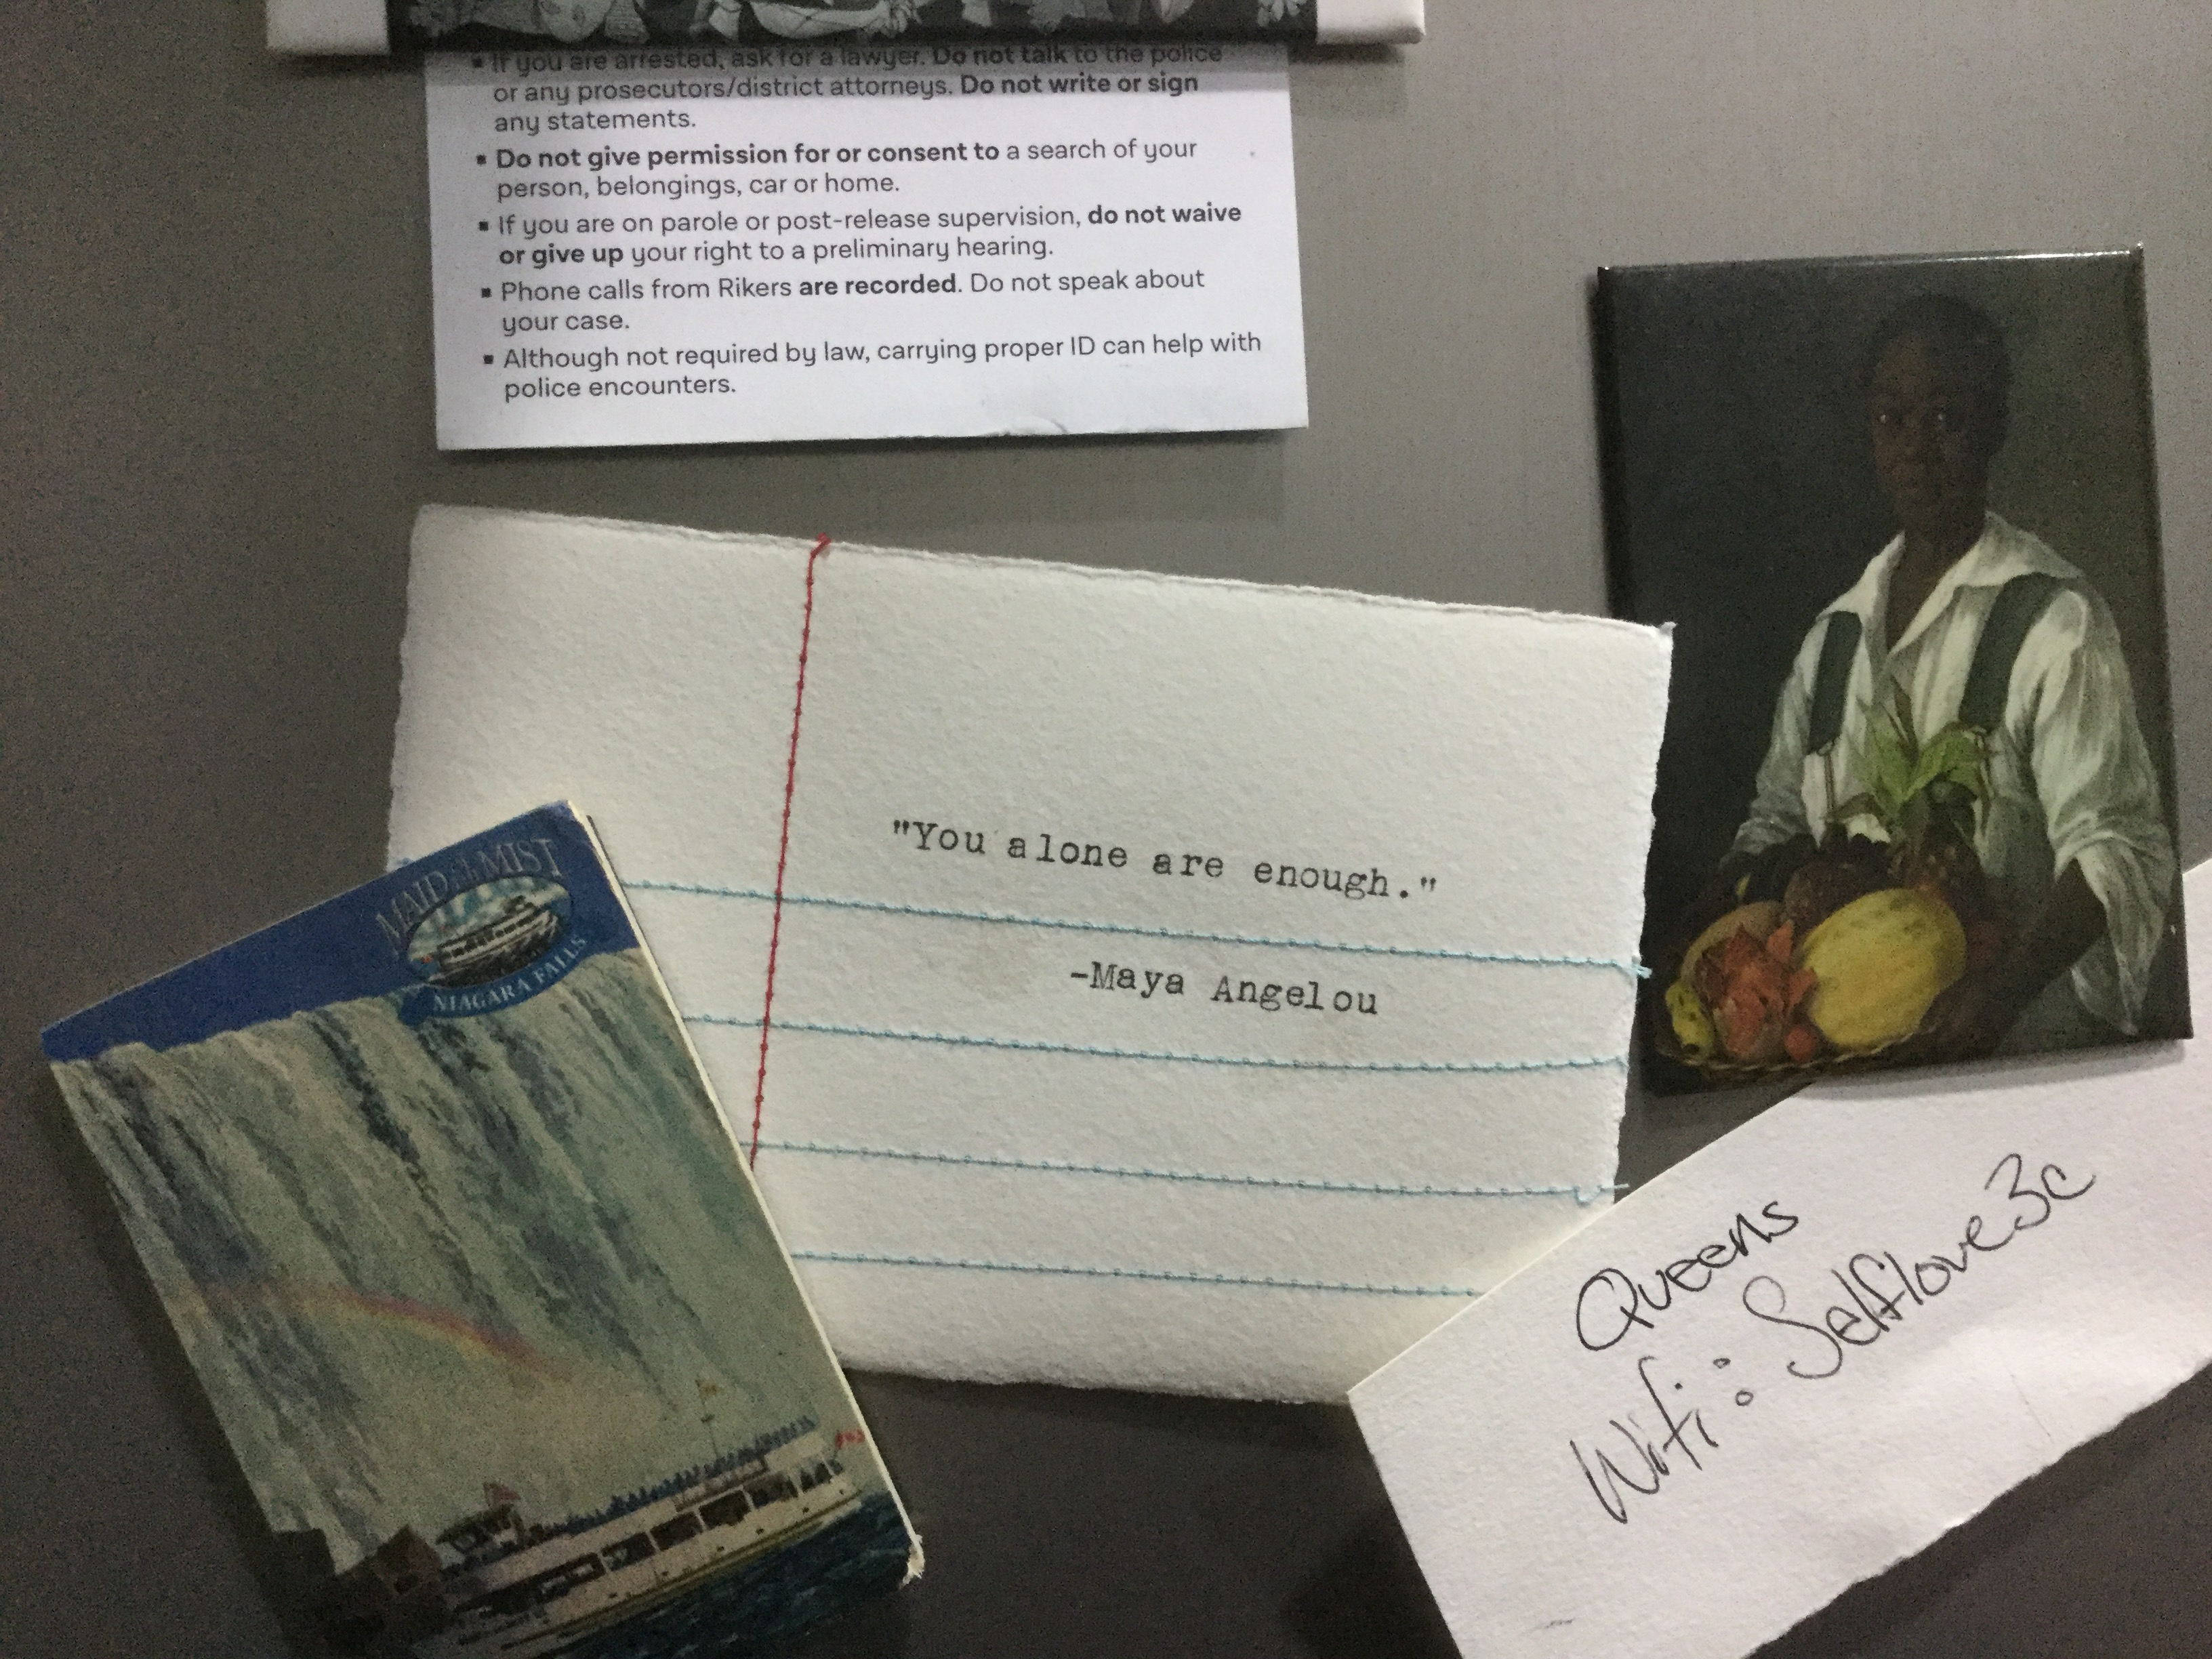 ▪ If you are arrested, ask for a lawyer. Do not talk to the police
or any prosecutors/district attorneys. Do not write or sign
any statements.
▪ Do not give permission for or consent to a search of your
person, belongings, car or home.
▪ If you are on parole or post-release supervision, do not waive
or give up your right to a preliminary hearing.
▪ Phone calls from Rikers are recorded. Do not speak about
your case.
▪ Although not required by law, carrying proper ID can help with
police encounters.
"You alone are enough."
-Maya Angelou
MAID of the MIST
NIAGARA FALLS
Queens
Wifi: Selflove3c